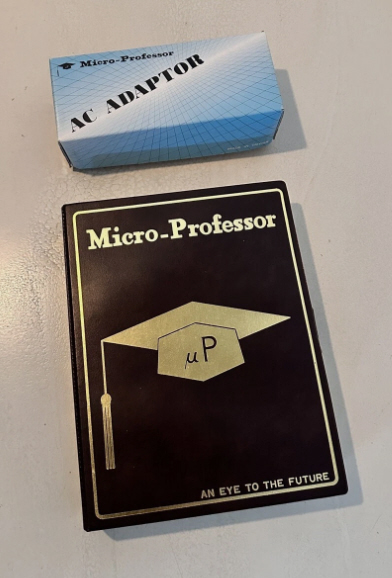 Micro-Professor
AC ADAPTOR
Micro-Professor
μP
AN EYE TO THE FUTURE